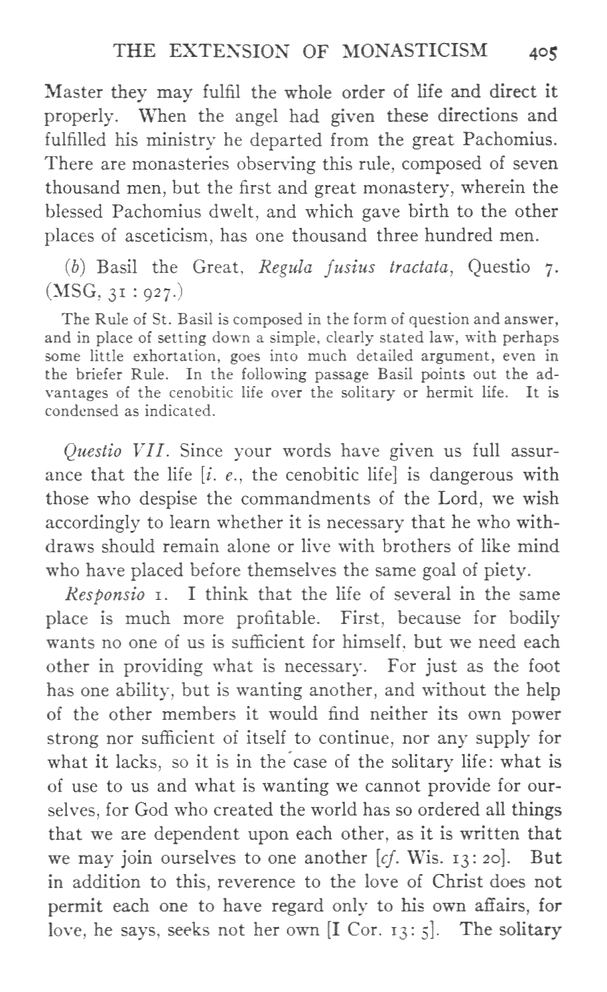 THE EXTENSION OF MONASTICISM 405
Master they may fulfil the whole order of life and direct it
properly. When the angel had given these directions and
fulfilled his ministry he departed from the great Pachomius.
There are monasteries observing this rule, composed of seven
thousand men, but the first and great monastery, wherein the
blessed Pachomius dwelt, and which gave birth to the other
places of asceticism, has one thousand three hundred men.
(b) Basil the Great, Regula fusius tractata, Questio 7.
(MSG, 31 : 927.)
The Rule of St. Basil is composed in the form of question and answer,
and in place of setting down a simple, clearly stated law, with perhaps
some little exhortation, goes into much detailed argument, even in
the briefer Rule. In the following passage Basil points out the ad-
vantages of the cenobitic life over the solitary or hermit life. It is
condensed as indicated.
Questio VII. Since your words have given us full assur-
ance that the life [i. e., the cenobitic life] is dangerous with
those who despise the commandments of the Lord, we wish
accordingly to learn whether it is necessary that he who with-
draws should remain alone or live with brothers of like mind
who have placed before themselves the same goal of piety.
Responsio 1. I think that the life of several in the same
place is much more profitable. First, because for bodily
wants no one of us is sufficient for himself, but we need each
other in providing what is necessary. For just as the foot
has one ability, but is wanting another, and without the help
of the other members it would find neither its own power
strong nor sufficient of itself to continue, nor any supply for
what it lacks, so it is in the case of the solitary life: what is
of use to us and what is wanting we cannot provide for our-
selves, for God who created the world has so ordered all things
that we are dependent upon each other, as it is written that
we may join ourselves to one another [cf. Wis. 13: 20]. But
in addition to this, reverence to the love of Christ does not
permit each one to have regard only to his own affairs, for
love, he says, seeks not her own [I Cor. 13: 5]. The solitary